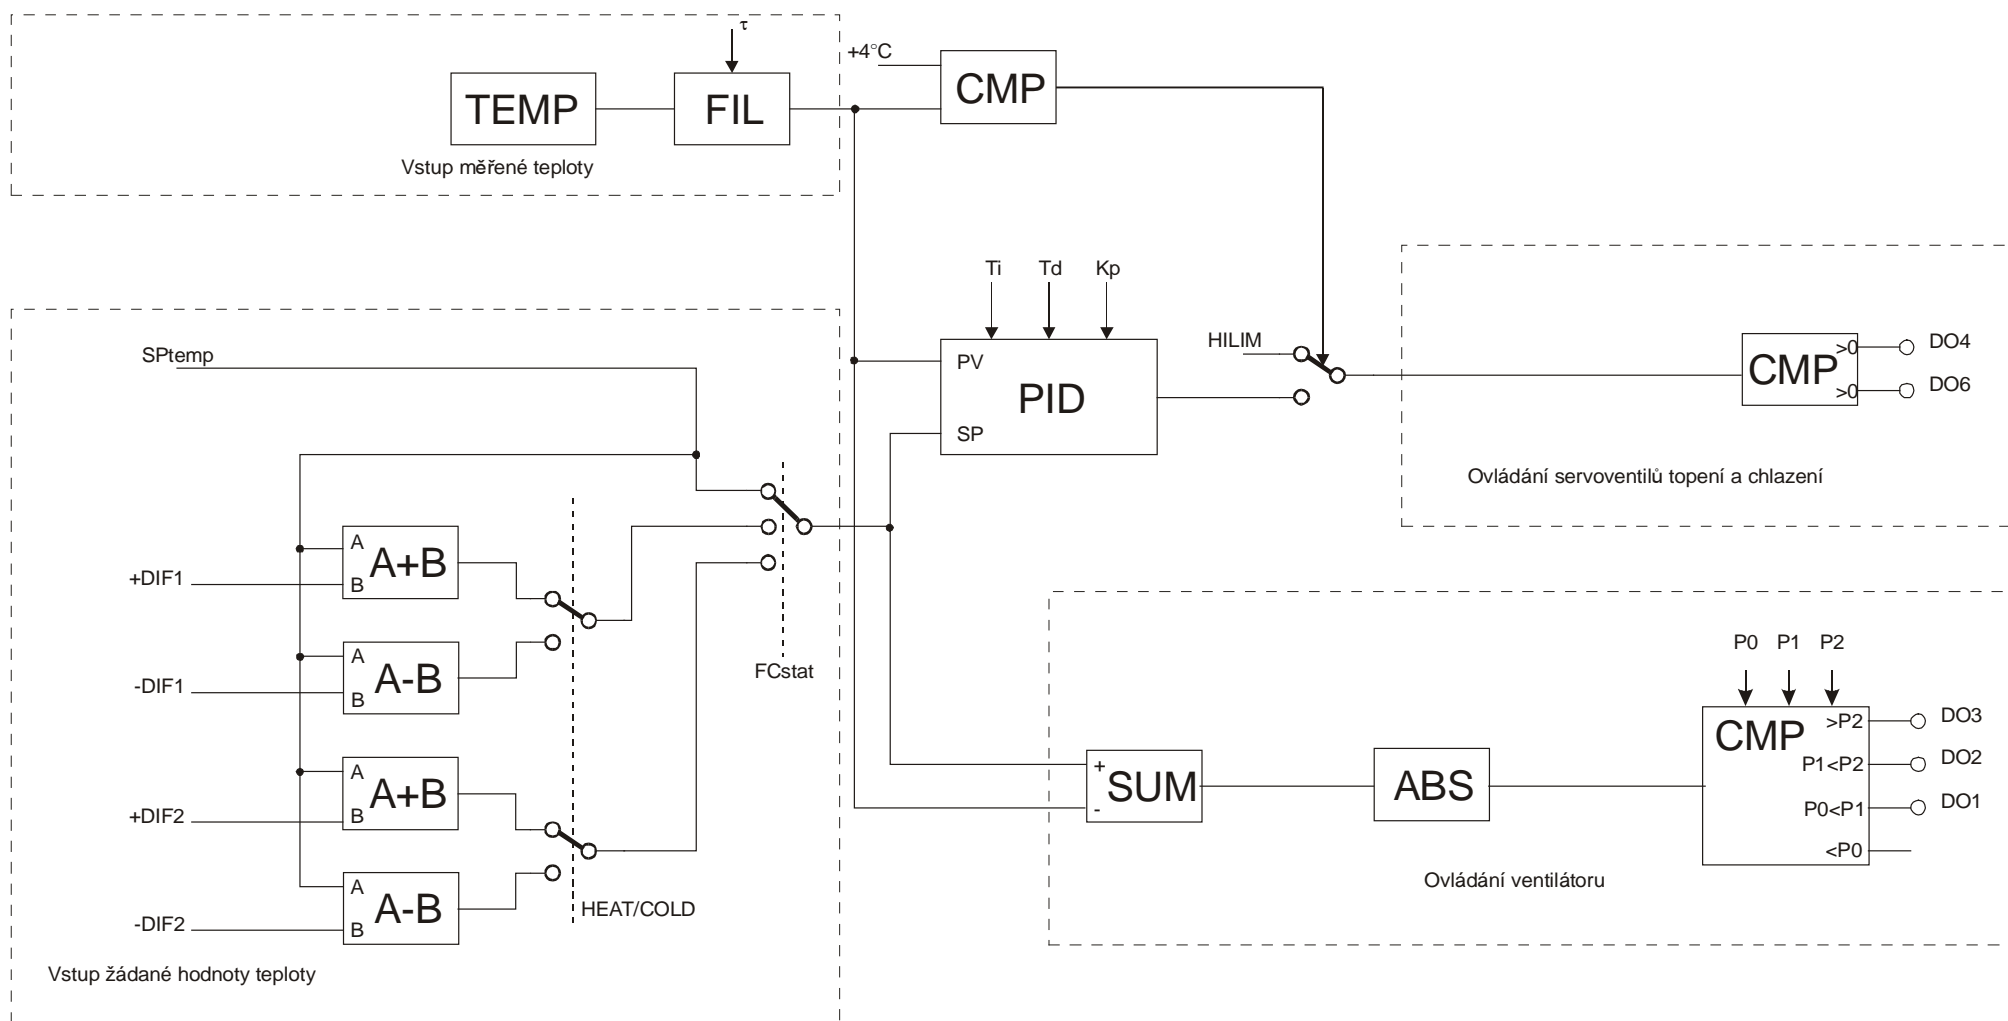 τ
+4°C
CMP
TEMP
FIL
Vstup měřené teploty
Ti
Td
Kp
HILIM
PV
PID
SP
CMP
>0
>0
DO4
DO6
Ovládání servoventilů topení a chlazení
SPtemp
+DIF1
A
B
A+B
-DIF1
A
B
A-B
+DIF2
A
B
A+B
-DIF2
A
B
A-B
HEAT/COLD
FCstat
Vstup žádané hodnoty teploty
+
-
SUM
ABS
P0
P1
P2
CMP
>P2
P1<P2
P0<P1
<P0
DO3
DO2
DO1
Ovládání ventilátoru